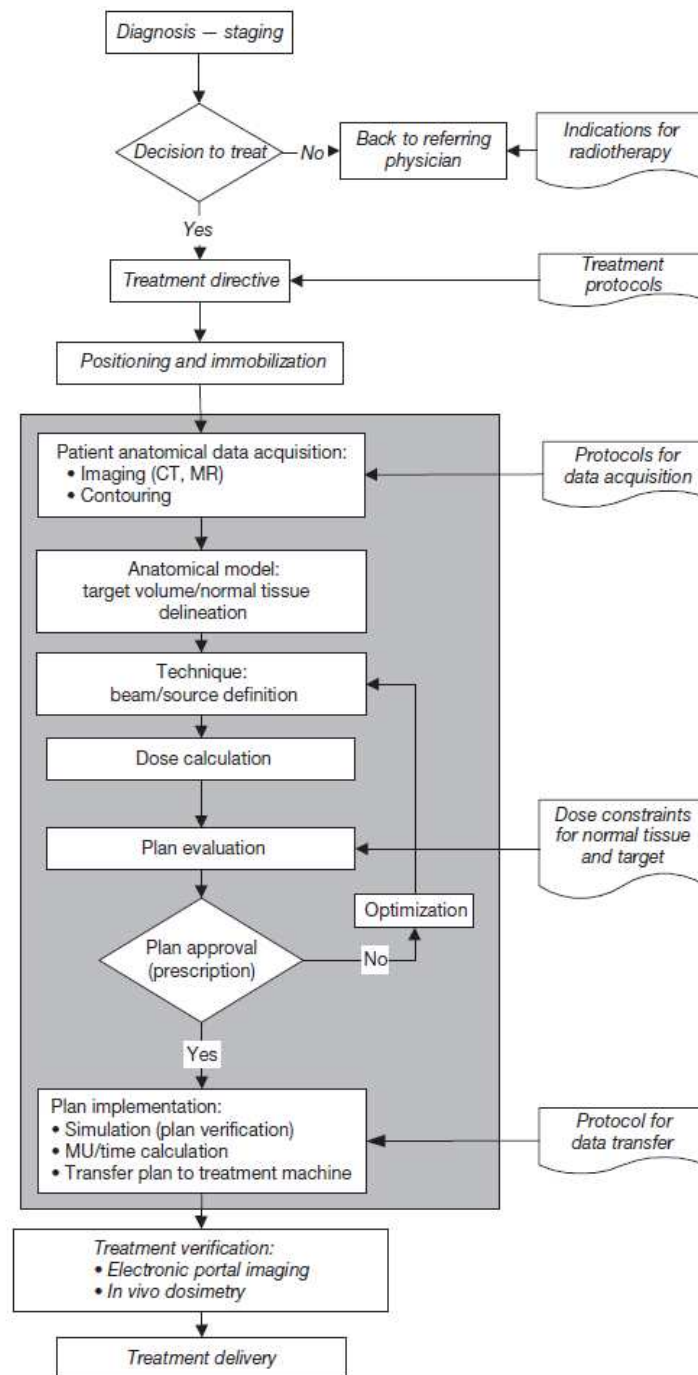 Diagnosis — staging
Decision to treat
No
Back to referring
physician
Indications for
radiotherapy
Yes
Treatment directive
Treatment
protocols
Positioning and immobilization
Patient anatomical data acquisition:
• Imaging (CT, MR)
• Contouring
Protocols for
data acquisition
Anatomical model:
target volume/normal tissue
delineation
Technique:
beam/source definition
Dose calculation
Plan evaluation
Dose constraints
for normal tissue
and target
Optimization
Plan approval
(prescription)
No
Yes
Plan implementation:
• Simulation (plan verification)
• MU/time calculation
• Transfer plan to treatment machine
Protocol for
data transfer
Treatment verification:
• Electronic portal imaging
• In vivo dosimetry
Treatment delivery